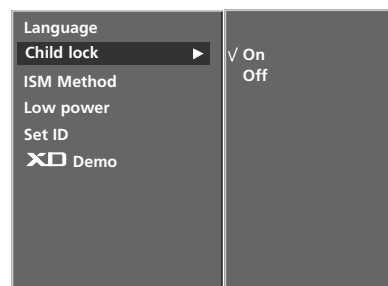 Language
Child lock ►
ISM Method
Low power
Set ID
XD Demo
√ On
Off